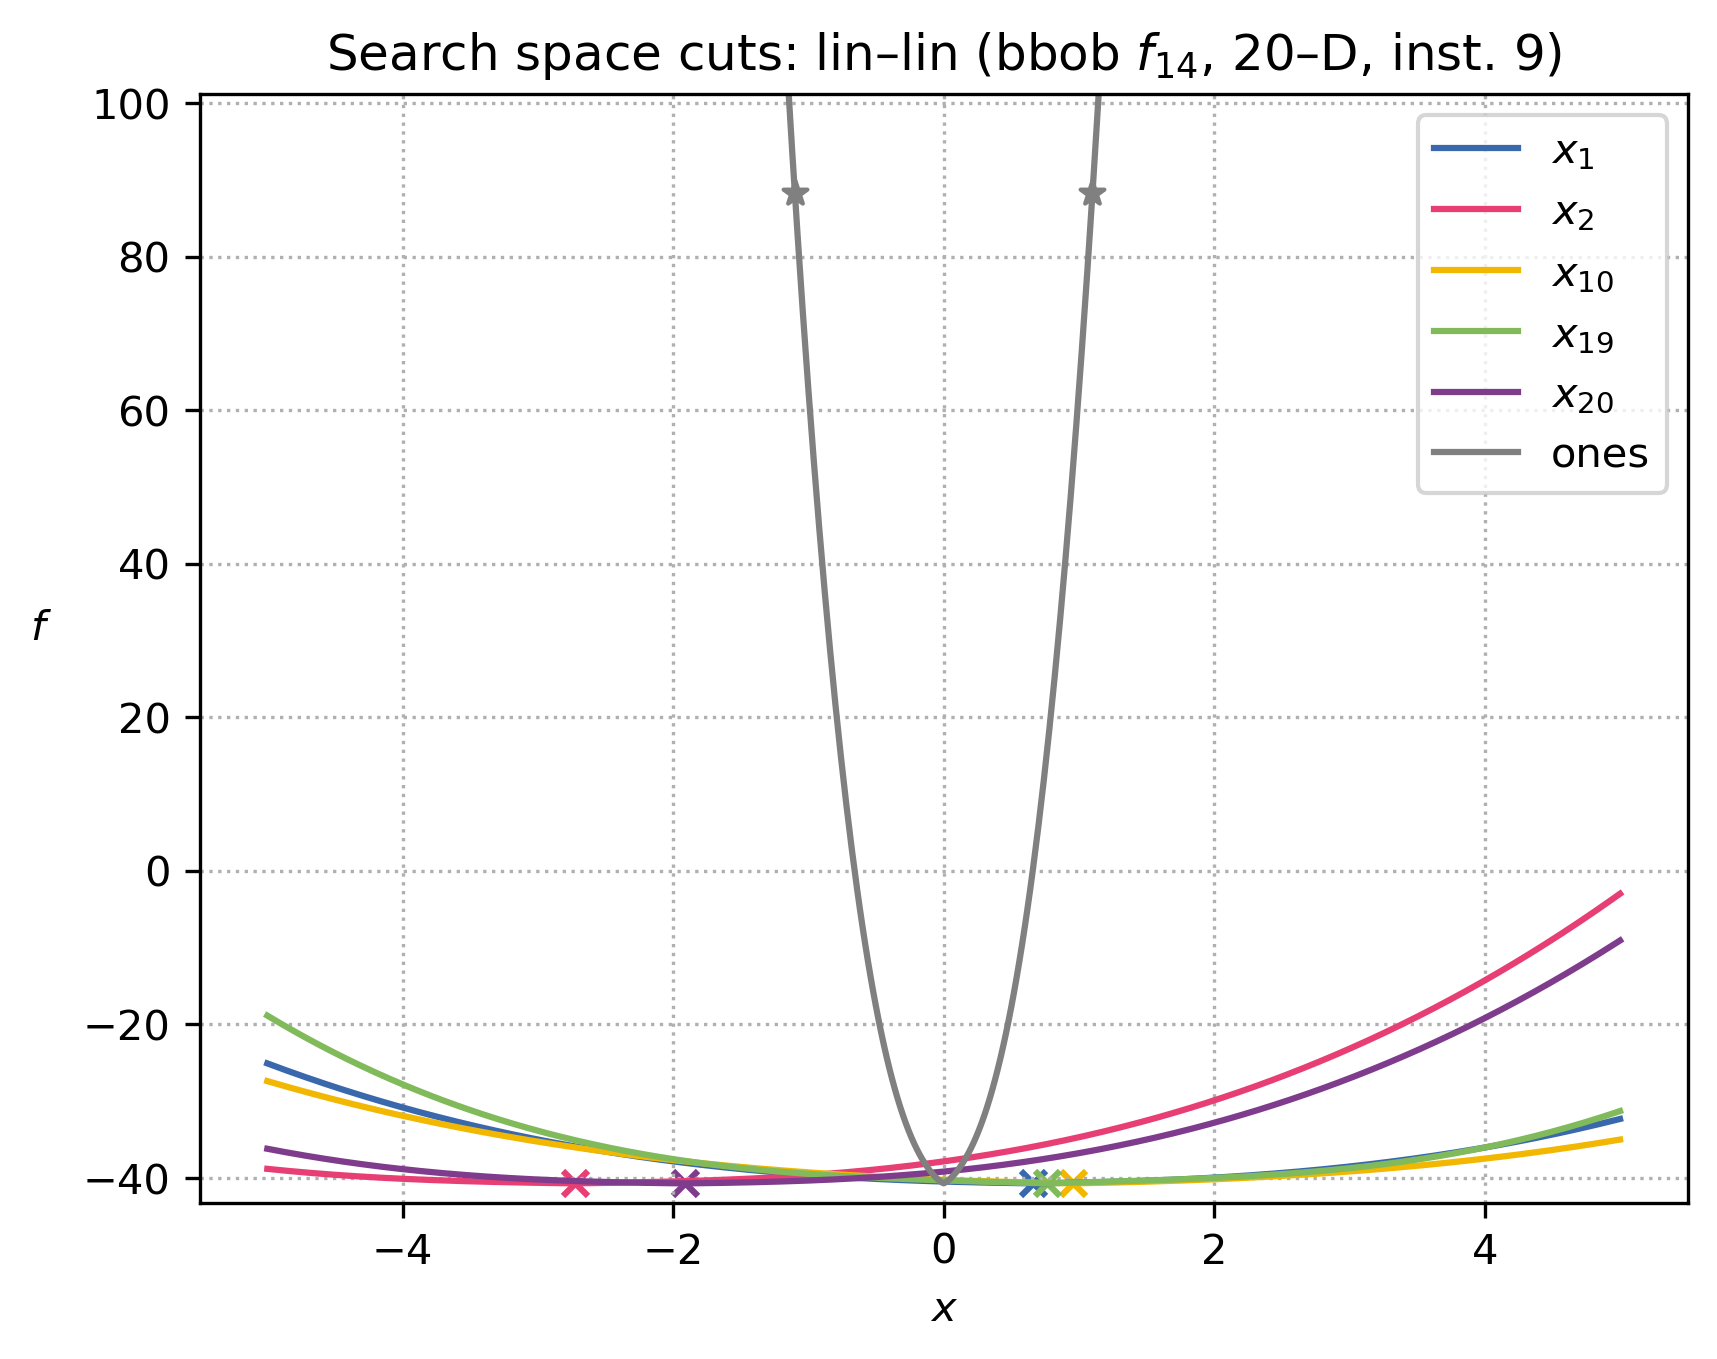 Search space cuts: lin–lin (bbob f₁₄, 20–D, inst. 9)
100
80
60
40
20
0
−20
−40
f
−4
−2
0
2
4
x
x₁
x₂
x₁₀
x₁₉
x₂₀
ones